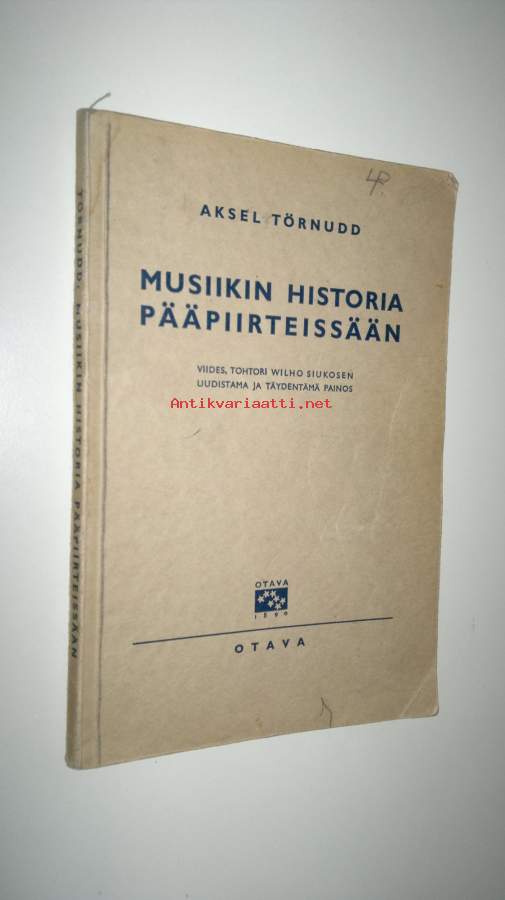 AKSEL TÖRNUDD
MUSIIKIN HISTORIA
PÄÄPIIRTEISSÄÄN
VIIDES, TOHTORI WILHO SIUKOSEN
UUDISTAMA JA TÄYDENTÄMÄ PAINOS
Antikvariaatti.net
OTAVA
1890
OTAVA
TÖRNUDD: MUSIIKIN HISTORIA PÄÄPIIRTEISSÄÄN